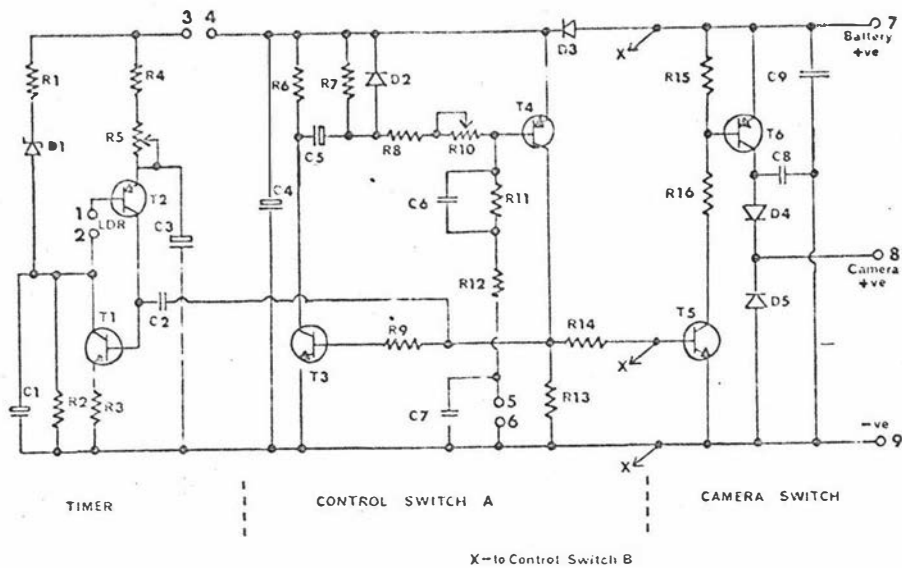 3 4
7
Battery
+ve
R1
R4
R6
R7
D2
D3
X
R15
C9
D1
R5
T4
T6
C5
R8
R10
C8
T2
1
LDR
2
C3
C4
C6
R11
R16
D4
8
Camera
+ve
R12
T1
C2
T5
D5
R9
R14
T3
X
C1
R2
R3
C7
5
6
R13
X
-ve
9
TIMER
CONTROL SWITCH A
CAMERA SWITCH
X-to Control Switch B